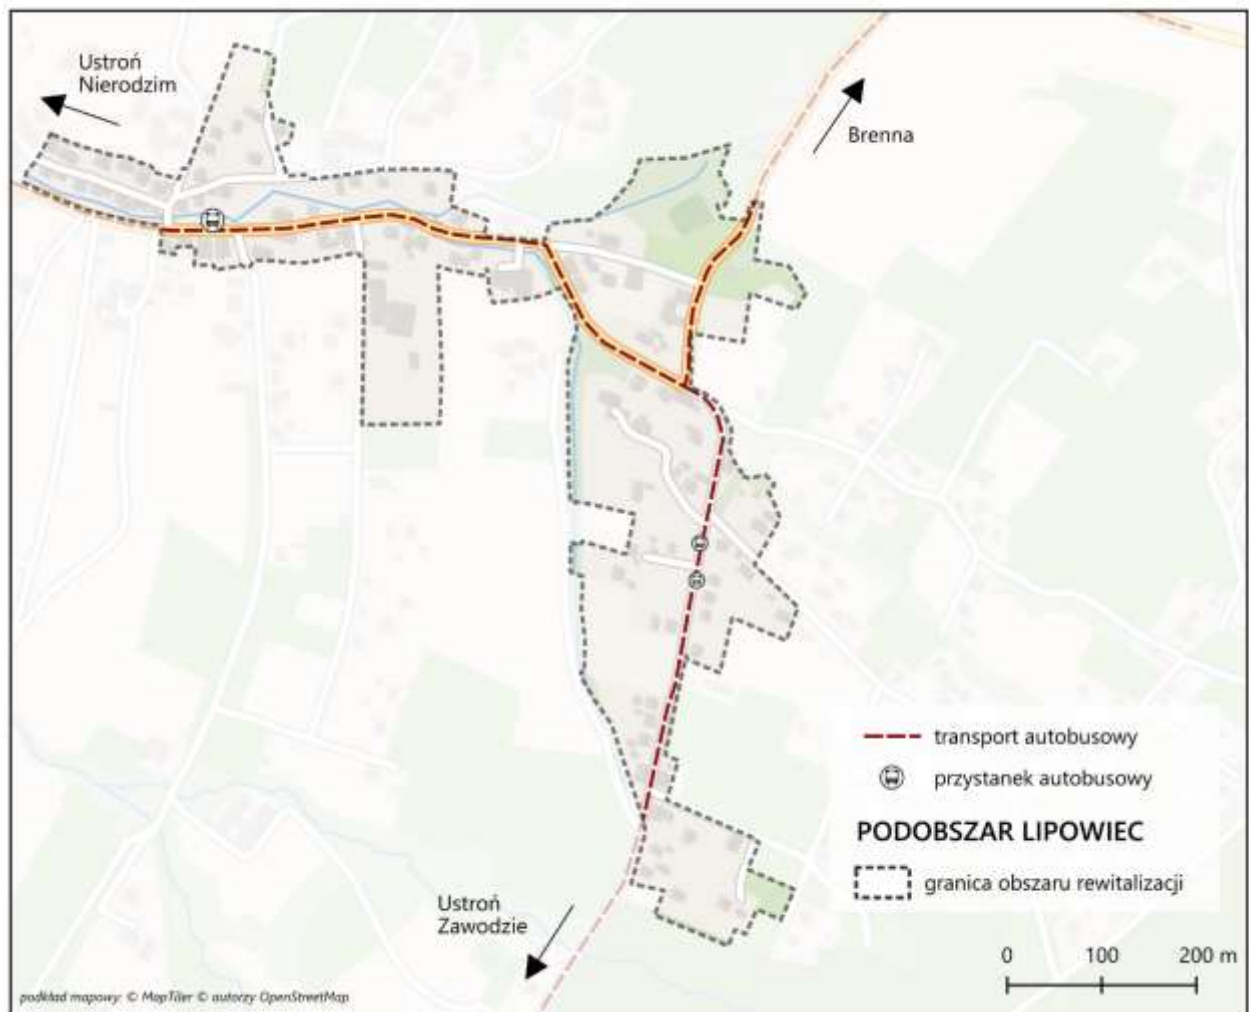 Ustroń
Nierodzim
Brenna
transport autobusowy
przystanek autobusowy
PODOBSZAR LIPOWIEC
granica obszaru rewitalizacji
Ustroń
Zawodzie
0 100 200 m
podkład mapowy: © MapTiler © autorzy OpenStreetMap